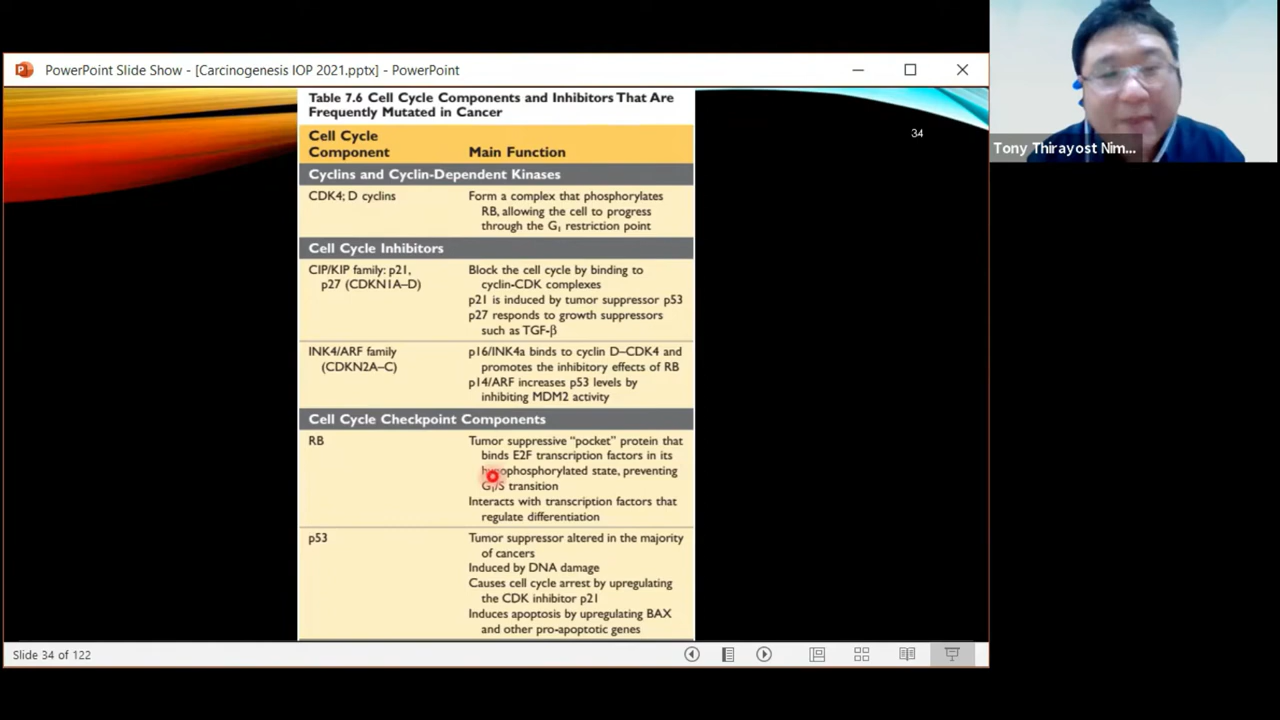 PowerPoint Slide Show - [Carcinogenesis IOP 2021.pptx] - PowerPoint
Table 7.6 Cell Cycle Components and Inhibitors That Are
Frequently Mutated in Cancer
34
Tony Thirayost Nim...
Cell Cycle
Component
Main Function
Cyclins and Cyclin-Dependent Kinases
CDK4; D cyclins
Form a complex that phosphorylates
RB, allowing the cell to progress
through the G₁ restriction point
Cell Cycle Inhibitors
CIP/KIP family: p21,
p27 (CDKN1A–D)
Block the cell cycle by binding to
cyclin-CDK complexes
p21 is induced by tumor suppressor p53
p27 responds to growth suppressors
such as TGF-β
INK4/ARF family
(CDKN2A–C)
p16/INK4a binds to cyclin D–CDK4 and
promotes the inhibitory effects of RB
p14/ARF increases p53 levels by
inhibiting MDM2 activity
Cell Cycle Checkpoint Components
RB
Tumor suppressive “pocket” protein that
binds E2F transcription factors in its
hypophosphorylated state, preventing
G₁/S transition
Interacts with transcription factors that
regulate differentiation
p53
Tumor suppressor altered in the majority
of cancers
Induced by DNA damage
Causes cell cycle arrest by upregulating
the CDK inhibitor p21
Induces apoptosis by upregulating BAX
and other pro-apoptotic genes
Slide 34 of 122